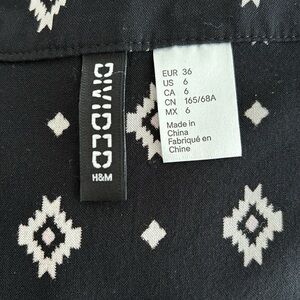 DIVIDED
H&M
EUR 36
US 6
CA 6
CN 165/68A
MX 6
Made in
China
Fabriqué en
Chine